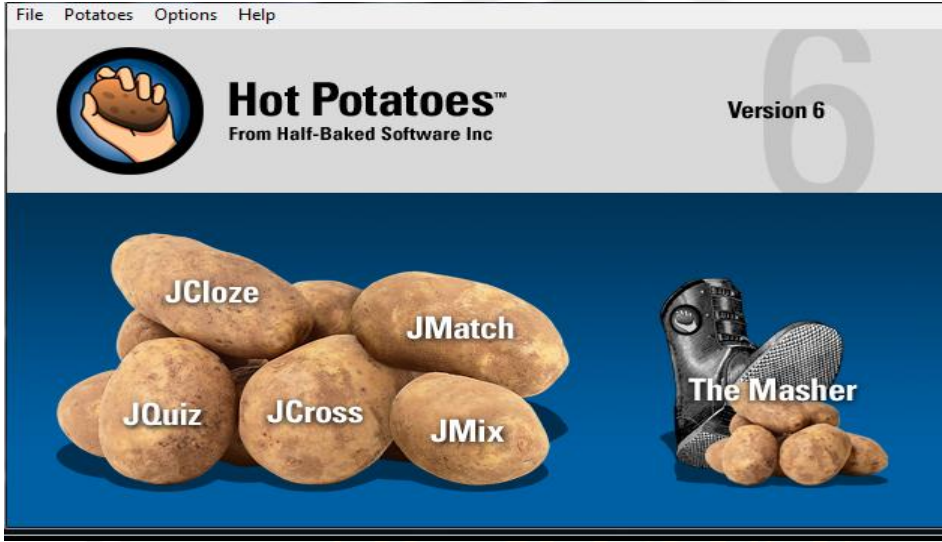 File Potatoes Options Help
Hot Potatoes™
From Half-Baked Software Inc
Version 6
6
JCloze
JMatch
JQuiz
JCross
JMix
The Masher